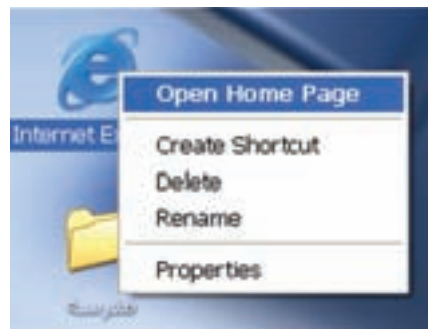 Open Home Page
Internet E
Create Shortcut
Delete
Rename
Properties